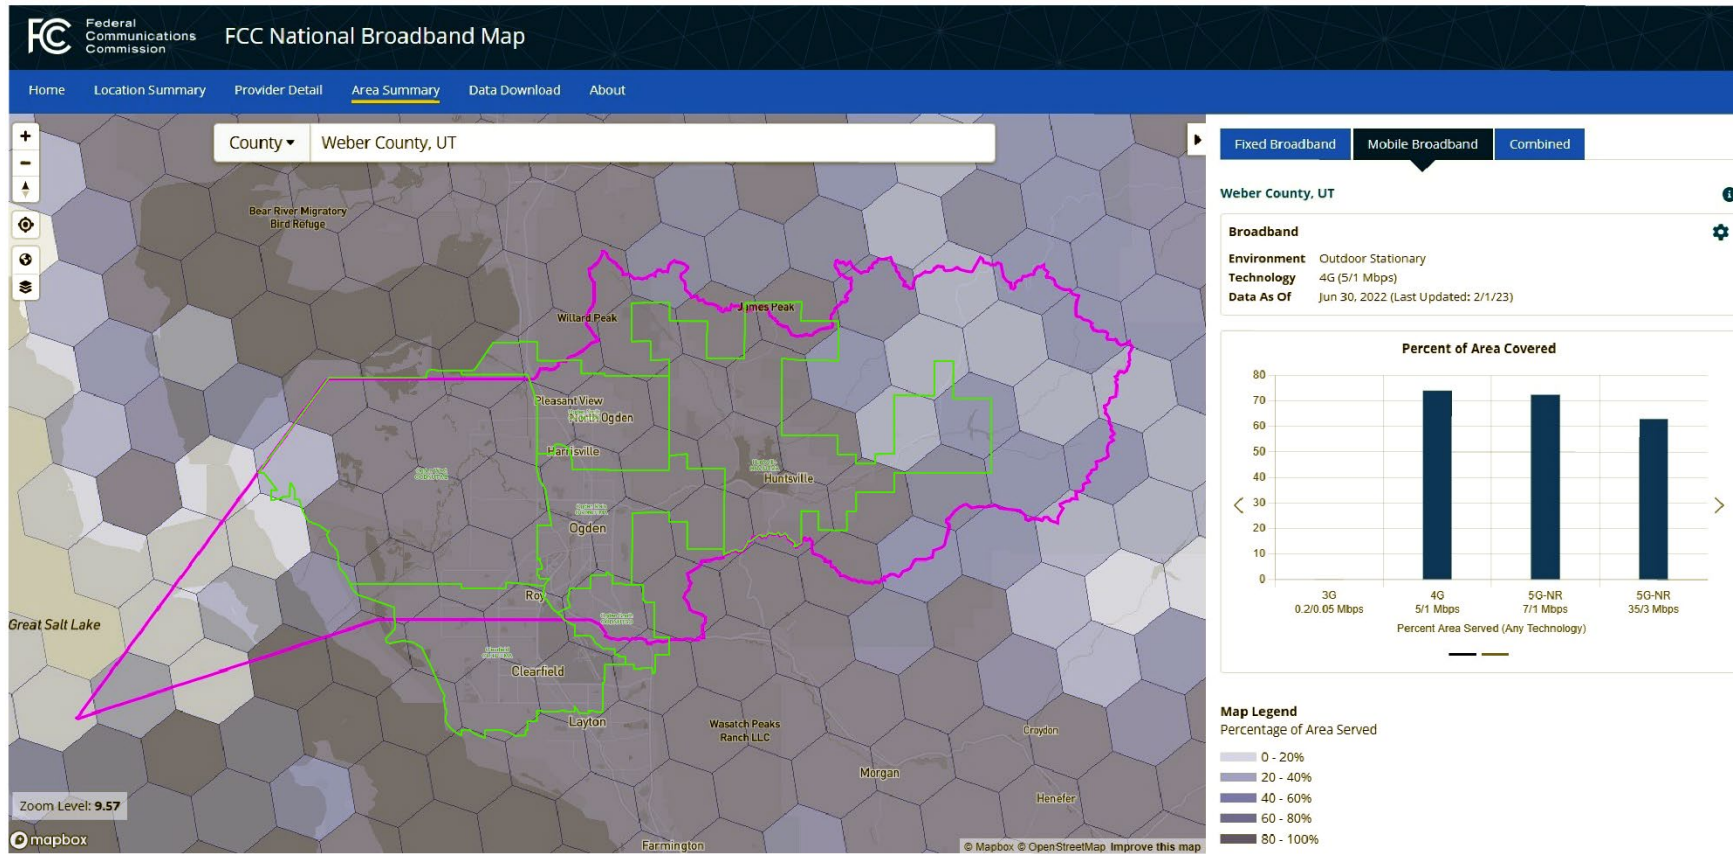 FCC
Federal
Communications
Commission
FCC National Broadband Map
Home Location Summary Provider Detail Area Summary Data Download About
County Weber County, UT
Bear River Migratory
Bird Refuge
Willard Peak
James Peak
Pleasant View
North Ogden
Harrisville
Huntsville
Ogden
Roy
Great Salt Lake
Clearfield
Layton
Wasatch Peaks
Ranch LLC
Croydon
Morgan
Henefer
Farmington
Zoom Level: 9.57
mapbox
© Mapbox © OpenStreetMap Improve this map
Fixed Broadband Mobile Broadband Combined
Weber County, UT
Broadband
Environment Outdoor Stationary
Technology 4G (5/1 Mbps)
Data As Of Jun 30, 2022 (Last Updated: 2/1/23)
Percent of Area Covered
80
70
60
50
40
30
20
10
0
3G 4G 5G-NR 5G-NR
0.2/0.05 Mbps 5/1 Mbps 7/1 Mbps 35/3 Mbps
Percent Area Served (Any Technology)
Map Legend
Percentage of Area Served
0 - 20%
20 - 40%
40 - 60%
60 - 80%
80 - 100%